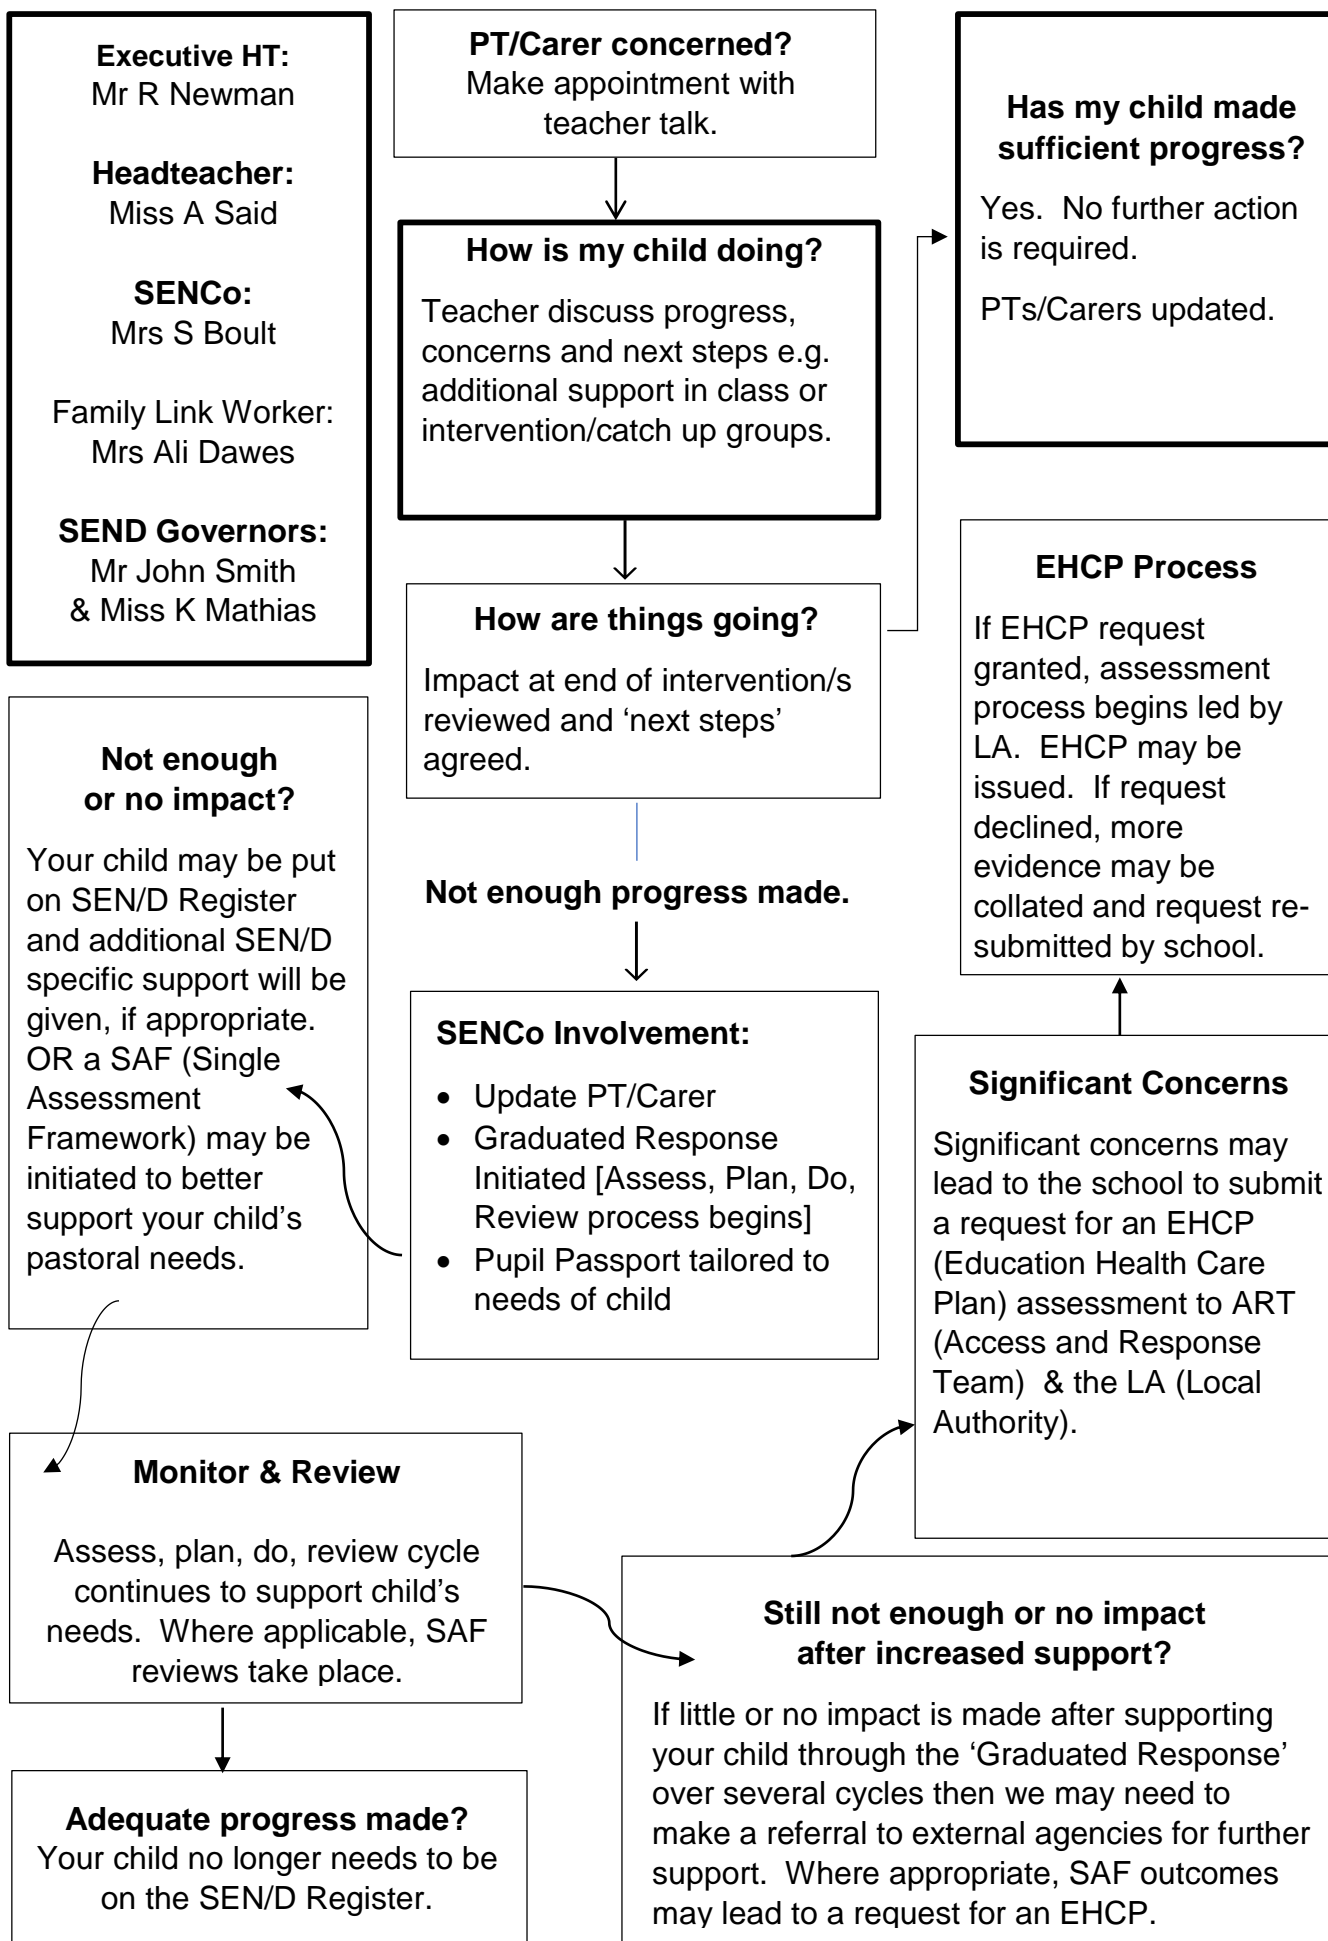 Executive HT:
Mr R Newman
Headteacher:
Miss A Said
SENCo:
Mrs S Boult
Family Link Worker:
Mrs Ali Dawes
SEND Governors:
Mr John Smith
& Miss K Mathias
PT/Carer concerned?
Make appointment with
teacher talk.
How is my child doing?
Teacher discuss progress,
concerns and next steps e.g.
additional support in class or
intervention/catch up groups.
Has my child made
sufficient progress?
Yes.  No further action
is required.
PTs/Carers updated.
How are things going?
Impact at end of intervention/s
reviewed and ‘next steps’
agreed.
Not enough progress made.
SENCo Involvement:
• Update PT/Carer
• Graduated Response
Initiated [Assess, Plan, Do,
Review process begins]
• Pupil Passport tailored to
needs of child
Not enough
or no impact?
Your child may be put
on SEN/D Register
and additional SEN/D
specific support will be
given, if appropriate.
OR a SAF (Single
Assessment
Framework) may be
initiated to better
support your child’s
pastoral needs.
Monitor & Review
Assess, plan, do, review cycle
continues to support child’s
needs.  Where applicable, SAF
reviews take place.
Adequate progress made?
Your child no longer needs to be
on the SEN/D Register.
Still not enough or no impact
after increased support?
If little or no impact is made after supporting
your child through the ‘Graduated Response’
over several cycles then we may need to
make a referral to external agencies for further
support.  Where appropriate, SAF outcomes
may lead to a request for an EHCP.
Significant Concerns
Significant concerns may
lead to the school to submit
a request for an EHCP
(Education Health Care
Plan) assessment to ART
(Access and Response
Team)  & the LA (Local
Authority).
EHCP Process
If EHCP request
granted, assessment
process begins led by
LA.  EHCP may be
issued.  If request
declined, more
evidence may be
collated and request re-
submitted by school.